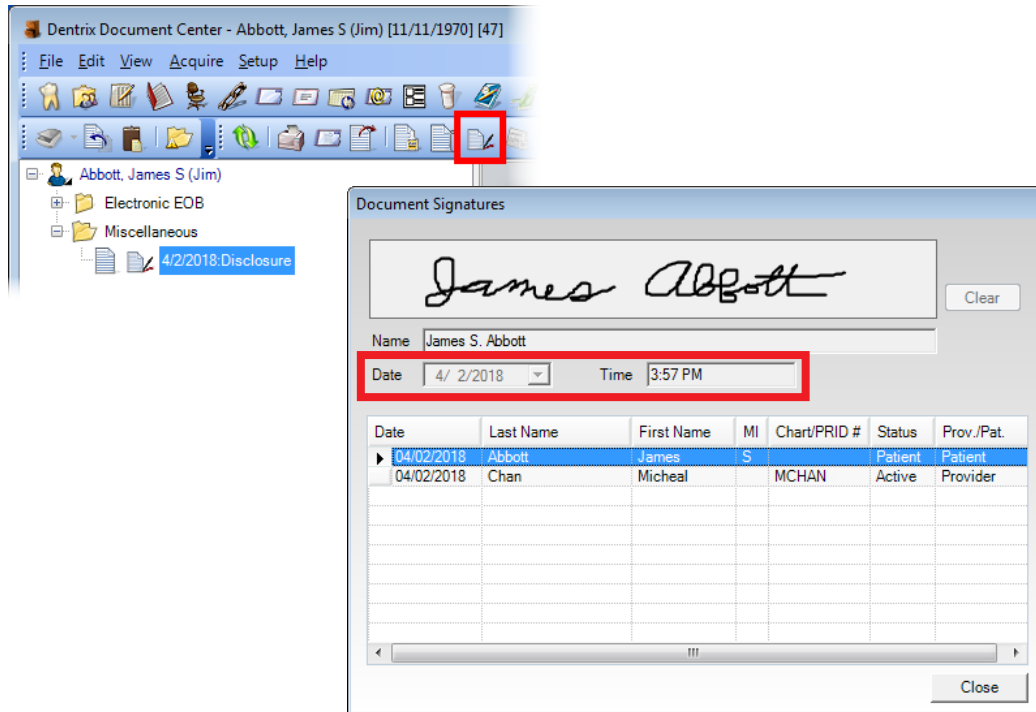 Dentrix Document Center - Abbott, James S (Jim) [11/11/1970] [47]
File Edit View Acquire Setup Help
Abbott, James S (Jim)
Electronic EOB
Miscellaneous
4/2/2018:Disclosure
Document Signatures
James Abbott
Clear
Name James S. Abbott
Date 4/ 2/2018 Time 3:57 PM
Date Last Name First Name MI Chart/PRID # Status Prov./Pat.
04/02/2018 Abbott James S Patient Patient
04/02/2018 Chan Micheal MCHAN Active Provider
Close